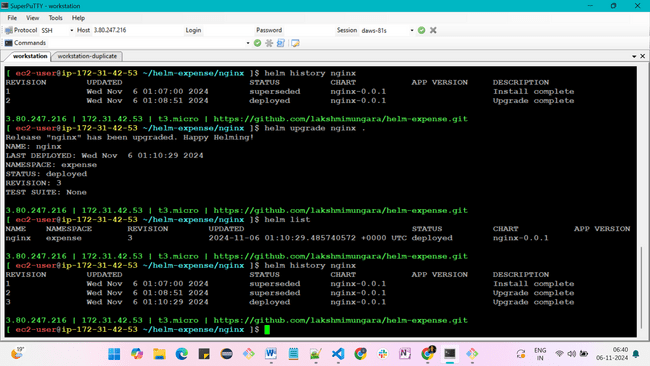 SuperPuTTY - workstation
File View Tools Help
Protocol SSH Host 3.80.247.216 Login Password Session daws-81s
Commands
workstation workstation-duplicate
[ ec2-user@ip-172-31-42-53 ~/helm-expense/nginx ]$ helm history nginx
REVISION UPDATED STATUS CHART APP VERSION DESCRIPTION
1 Wed Nov 6 01:07:00 2024 superseded nginx-0.0.1 Install complete
2 Wed Nov 6 01:08:51 2024 deployed nginx-0.0.1 Upgrade complete
3.80.247.216 | 172.31.42.53 | t3.micro | https://github.com/lakshmimungara/helm-expense.git
[ ec2-user@ip-172-31-42-53 ~/helm-expense/nginx ]$ helm upgrade nginx .
Release "nginx" has been upgraded. Happy Helming!
NAME: nginx
LAST DEPLOYED: Wed Nov 6 01:10:29 2024
NAMESPACE: expense
STATUS: deployed
REVISION: 3
TEST SUITE: None
3.80.247.216 | 172.31.42.53 | t3.micro | https://github.com/lakshmimungara/helm-expense.git
[ ec2-user@ip-172-31-42-53 ~/helm-expense/nginx ]$ helm list
NAME NAMESPACE REVISION UPDATED STATUS CHART APP VERSION
nginx expense 3 2024-11-06 01:10:29.485740572 +0000 UTC deployed nginx-0.0.1
3.80.247.216 | 172.31.42.53 | t3.micro | https://github.com/lakshmimungara/helm-expense.git
[ ec2-user@ip-172-31-42-53 ~/helm-expense/nginx ]$ helm history nginx
REVISION UPDATED STATUS CHART APP VERSION DESCRIPTION
1 Wed Nov 6 01:07:00 2024 superseded nginx-0.0.1 Install complete
2 Wed Nov 6 01:08:51 2024 superseded nginx-0.0.1 Upgrade complete
3 Wed Nov 6 01:10:29 2024 deployed nginx-0.0.1 Upgrade complete
3.80.247.216 | 172.31.42.53 | t3.micro | https://github.com/lakshmimungara/helm-expense.git
[ ec2-user@ip-172-31-42-53 ~/helm-expense/nginx ]$
19°
ENG
IN
06:40
06-11-2024